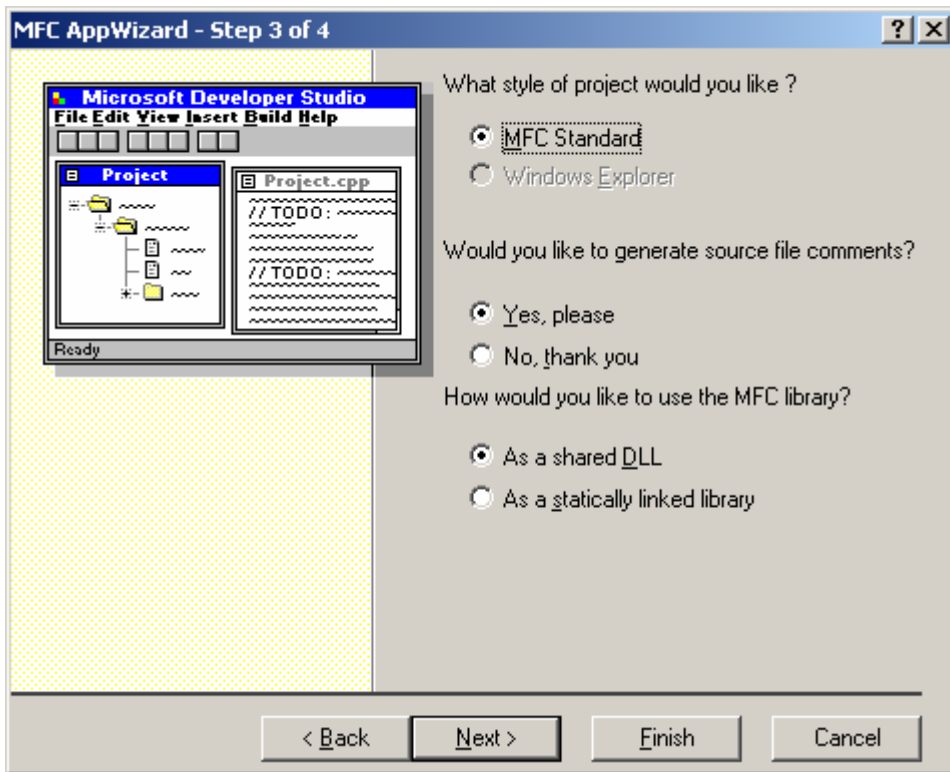 MFC AppWizard - Step 3 of 4
Microsoft Developer Studio
File Edit View Insert Build Help
Project
Project.cpp
// TODO:
// TODO:
Ready
What style of project would you like ?
MFC Standard
Windows Explorer
Would you like to generate source file comments?
Yes, please
No, thank you
How would you like to use the MFC library?
As a shared DLL
As a statically linked library
< Back Next > Finish Cancel